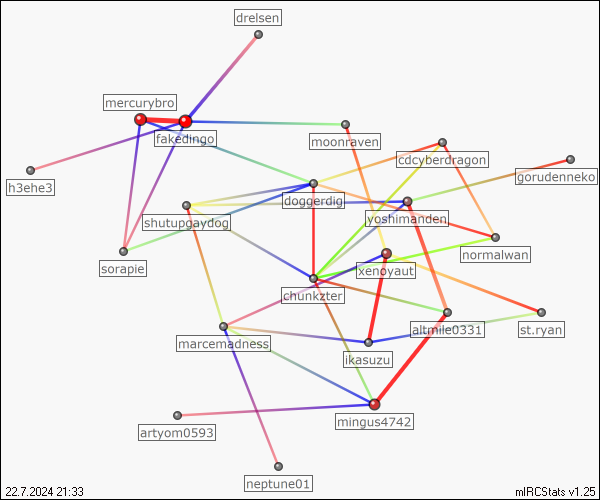 drelsen
mercurybro
fakedingo
moonraven
cdcyberdragon
gorudenneko
h3ehe3
doggerdig
shutupgaydog
yoshimanden
normalwan
sorapie
xenoyaut
chunkzter
altmile0331
st.ryan
marcemadness
ikasuzu
mingus4742
artyom0593
neptune01
22.7.2024 21:33
mIRCStats v1.25